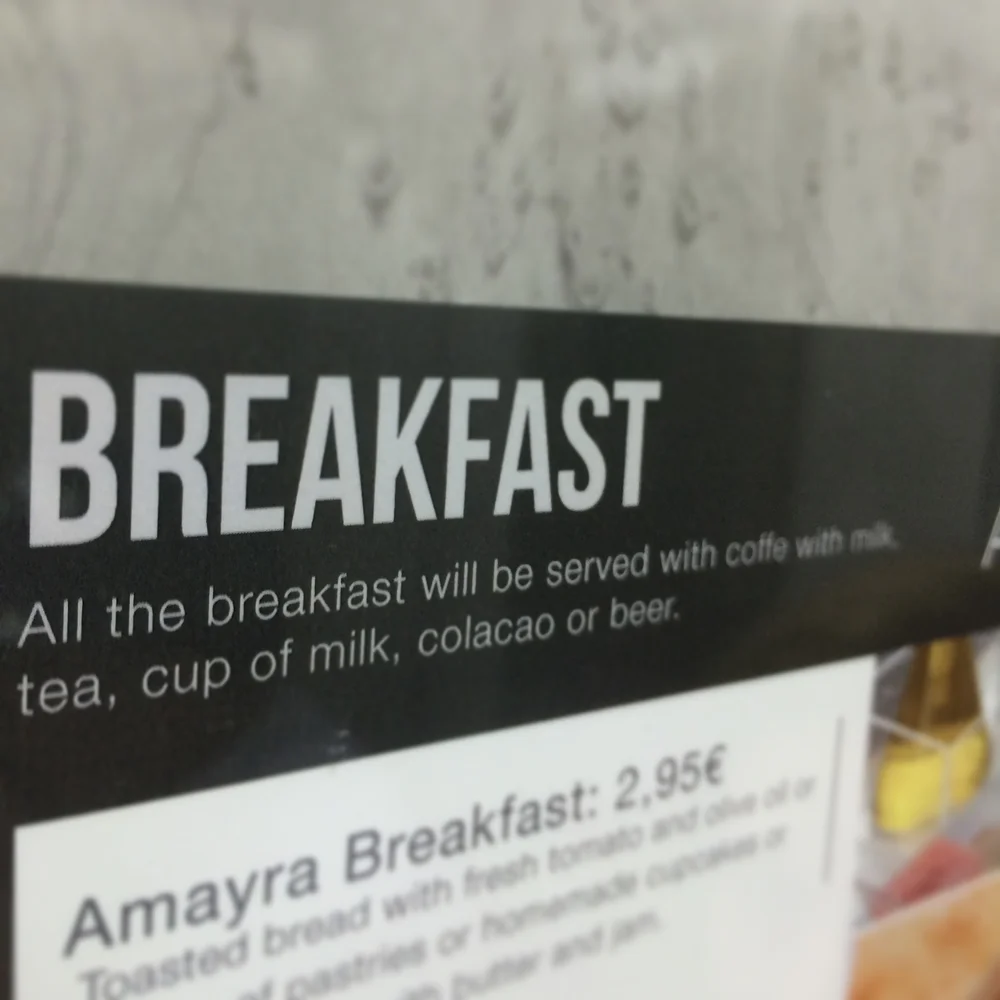 BREAKFAST
All the breakfast will be served with coffe with milk,
tea, cup of milk, colacao or beer.
Amayra Breakfast: 2,95€
Toasted bread with fresh tomato and olive oil or
of pastries or homemade cupcakes or
with butter and jam.